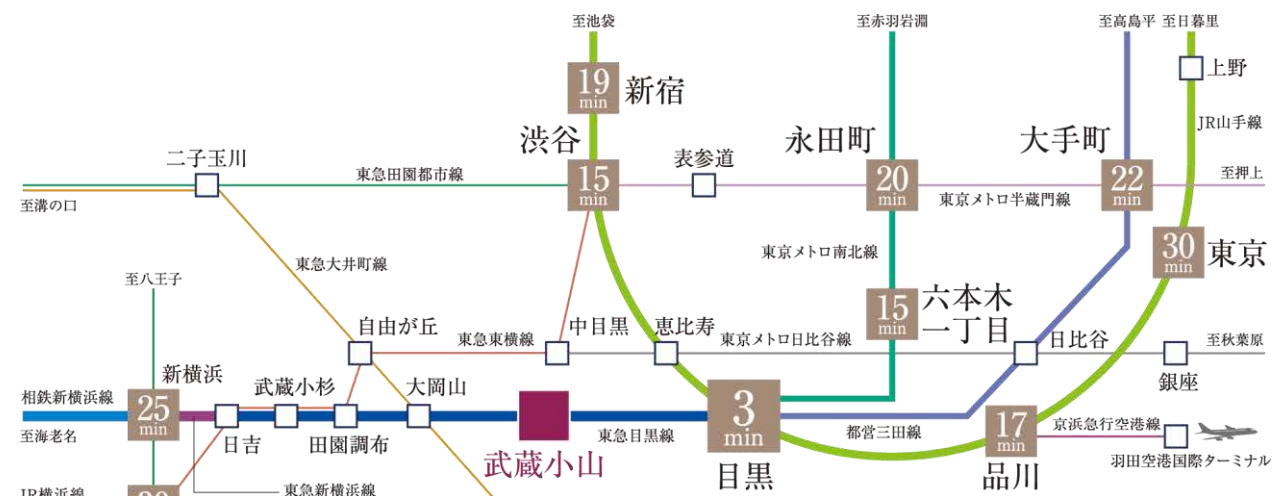 至池袋
至赤羽岩淵
至高島平
至日暮里
19
min
新宿
上野
JR山手線
渋谷
永田町
大手町
二子玉川
表参道
東急田園都市線
15
min
20
min
22
min
至押上
至溝の口
東京メトロ半蔵門線
東急大井町線
東京メトロ南北線
30
min
東京
至八王子
15
min
六本木
一丁目
自由が丘
中目黒
恵比寿
東急東横線
東京メトロ日比谷線
日比谷
至秋葉原
銀座
新横浜
武蔵小杉
大岡山
相鉄新横浜線
25
min
3
min
17
min
至海老名
日吉
田園調布
東急目黒線
都営三田線
京浜急行空港線
武蔵小山
目黒
品川
羽田空港国際ターミナル
東急新横浜線
JR横浜線